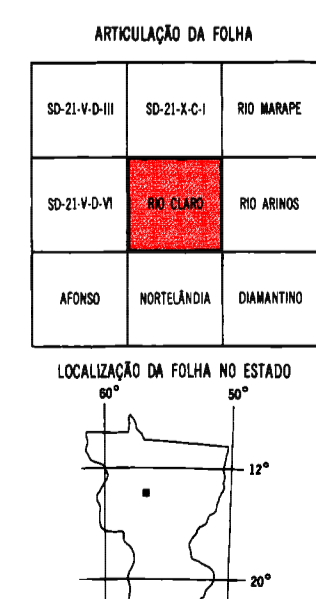 ARTICULAÇÃO DA FOLHA
SD-21-V-D-III SD-21-X-C-I RIO MARAPE
SD-21-V-D-VI RIO CLARO RIO ARINOS
AFONSO NORTELÂNDIA DIAMANTINO
LOCALIZAÇÃO DA FOLHA NO ESTADO
60° 50°
12°
20°